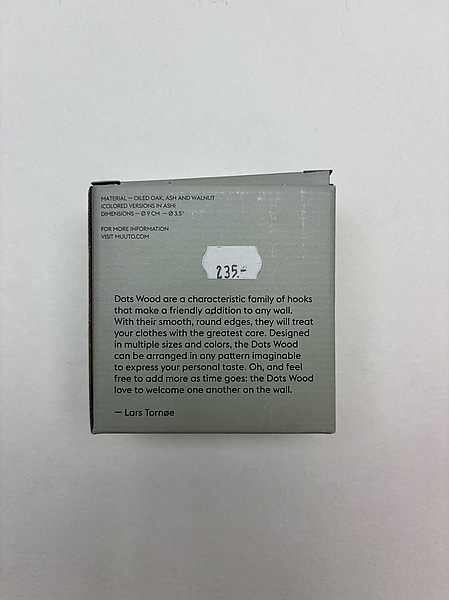 MATERIAL — OILED OAK, ASH AND WALNUT
(COLORED VERSIONS IN ASH)
DIMENSIONS — Ø 9 CM — Ø 3.5"
FOR MORE INFORMATION
VISIT MUUTO.COM
235.-
Dots Wood are a characteristic family of hooks
that make a friendly addition to any wall.
With their smooth, round edges, they will treat
your clothes with the greatest care. Designed
in multiple sizes and colors, the Dots Wood
can be arranged in any pattern imaginable
to express your personal taste. Oh, and feel
free to add more as time goes: the Dots Wood
love to welcome one another on the wall.
— Lars Tornøe